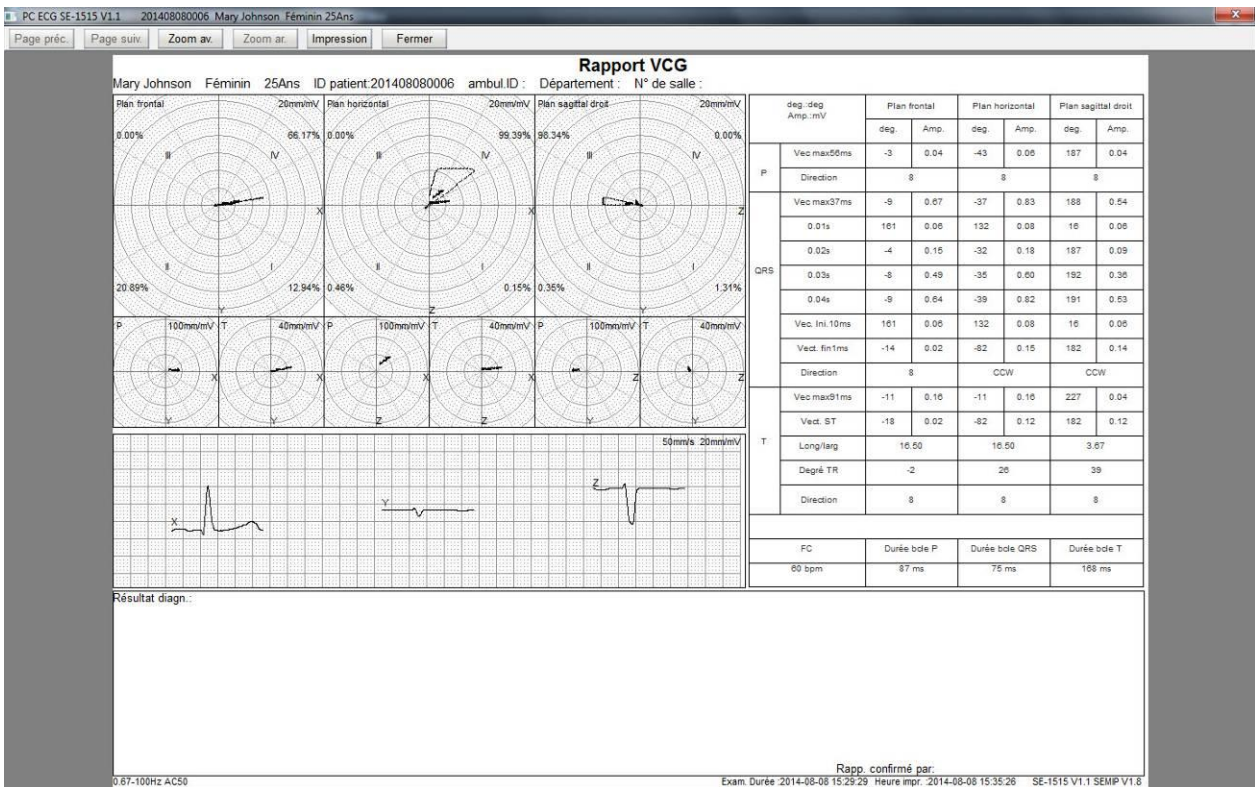 PC ECG SE-1515 V1.1 201408080006 Mary Johnson Féminin 25Ans
Page préc. Page suiv. Zoom av. Zoom ar. Impression Fermer
Rapport VCG
Mary Johnson Féminin 25Ans ID patient:201408080006 ambul.ID : Département : N° de salle :
Plan frontal 20mm/mV Plan horizontal 20mm/mV Plan sagittal droit 20mm/mV
0.00% 66.17% 0.00% 99.39% 98.34% 0.00%
III IV III IV III IV
X X Z
II I II I II I
20.89% 12.94% 0.46% 0.15% 0.35% 1.31%
Y Z Y
P 100mm/mV T 40mm/mV P 100mm/mV T 40mm/mV P 100mm/mV T 40mm/mV
X X X X Z Z
Y Y Z Z Y Y
50mm/s 20mm/mV
X Y Z
deg.:deg Plan frontal Plan horizontal Plan sagittal droit
Amp.:mV
deg. Amp. deg. Amp. deg. Amp.
P
Vec max56ms -3 0.04 -43 0.06 187 0.04
Direction 8 8 8
QRS
Vec max37ms -9 0.67 -37 0.83 188 0.54
0.01s 161 0.06 132 0.08 16 0.06
0.02s -4 0.15 -32 0.18 187 0.09
0.03s -8 0.49 -35 0.60 192 0.36
0.04s -9 0.64 -39 0.82 191 0.53
Vec. Ini.10ms 161 0.06 132 0.08 16 0.06
Vect. fin1ms -14 0.02 -82 0.15 182 0.14
Direction 8 CCW CCW
T
Vec max91ms -11 0.16 -11 0.16 227 0.04
Vect. ST -18 0.02 -82 0.12 182 0.12
Long/larg 16.50 16.50 3.67
Degré TR -2 26 39
Direction 8 8 8
FC Durée bcle P Durée bcle QRS Durée bcle T
60 bpm 87 ms 75 ms 168 ms
Résultat diagn.:
Rapp. confirmé par:
0.67-100Hz AC50 Exam. Durée :2014-08-08 15:29:29 Heure impr. :2014-08-08 15:35:26 SE-1515 V1.1 SEMIP V1.8